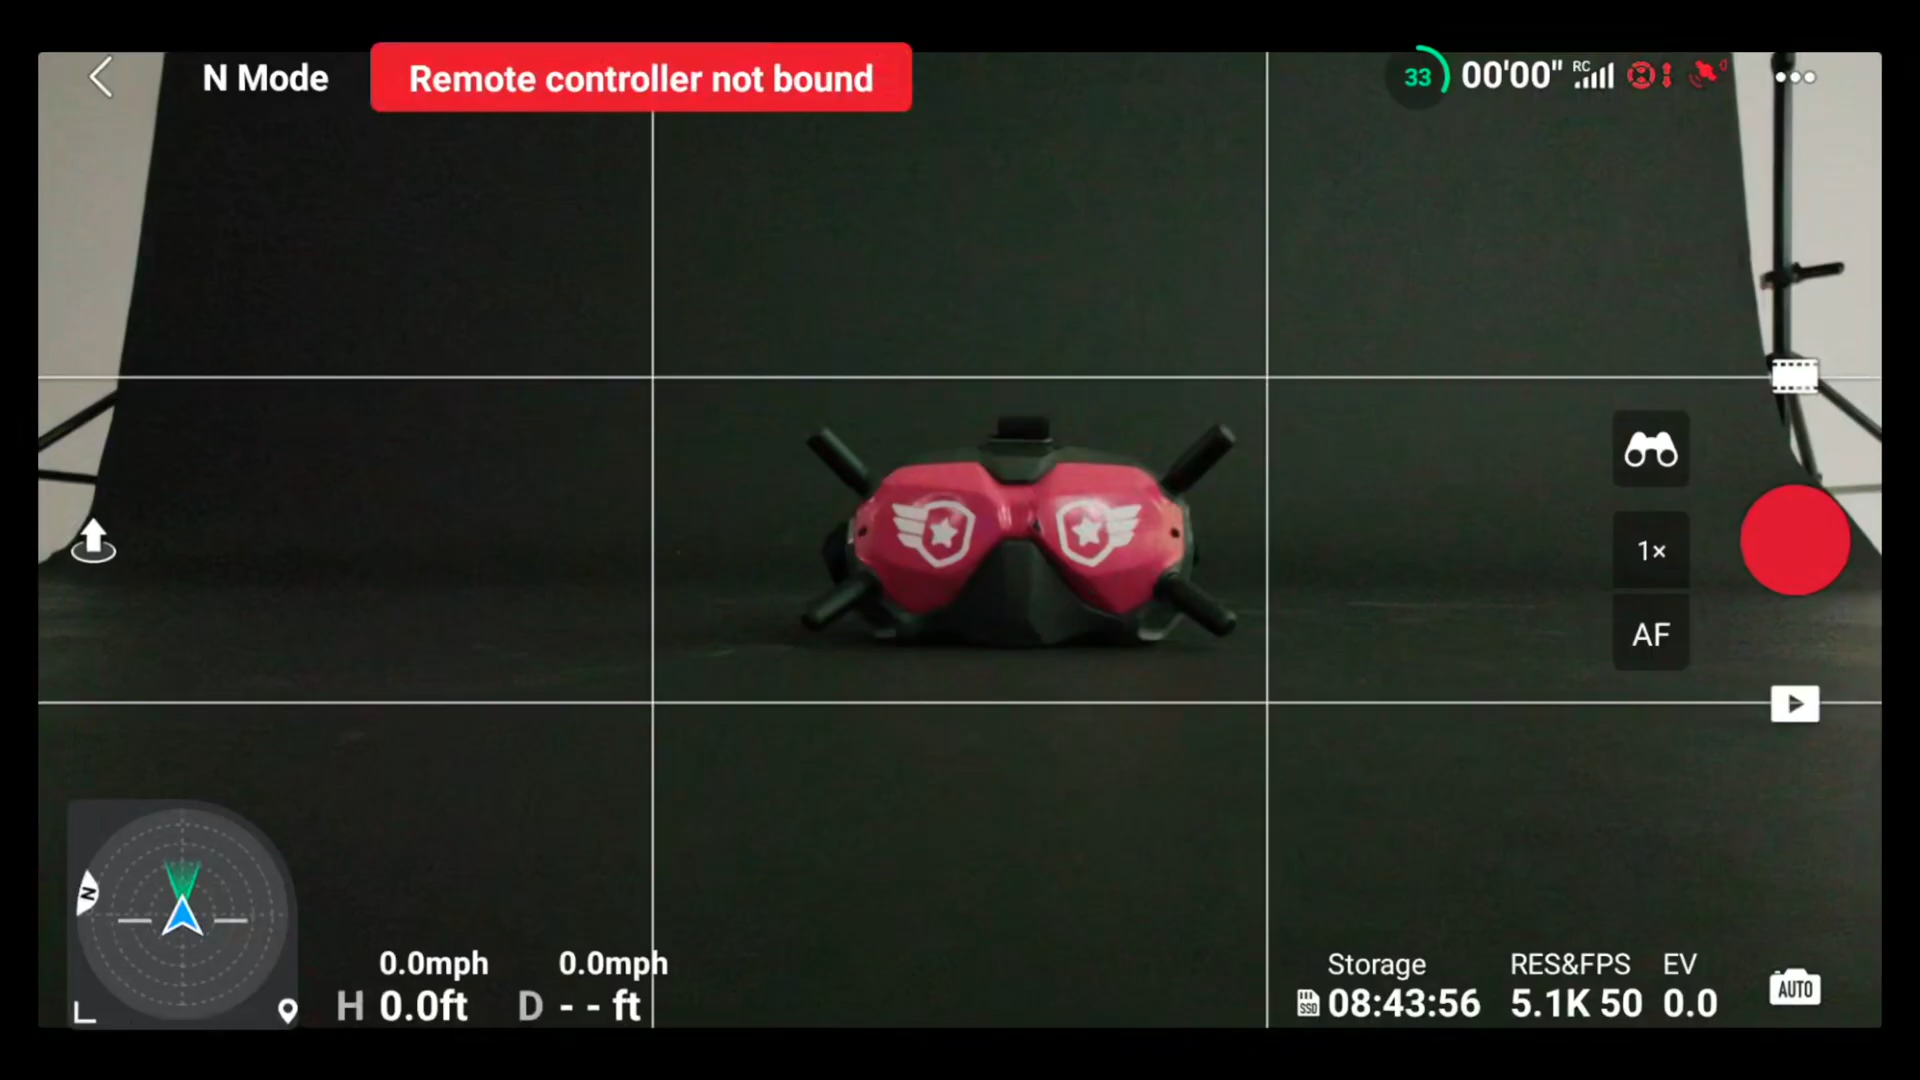 N Mode
Remote controller not bound
33
00'00"
RC
1×
AF
N
0.0mph
0.0mph
H 0.0ft
D - - ft
Storage
RES&FPS
EV
SSD
08:43:56
5.1K 50
0.0
AUTO